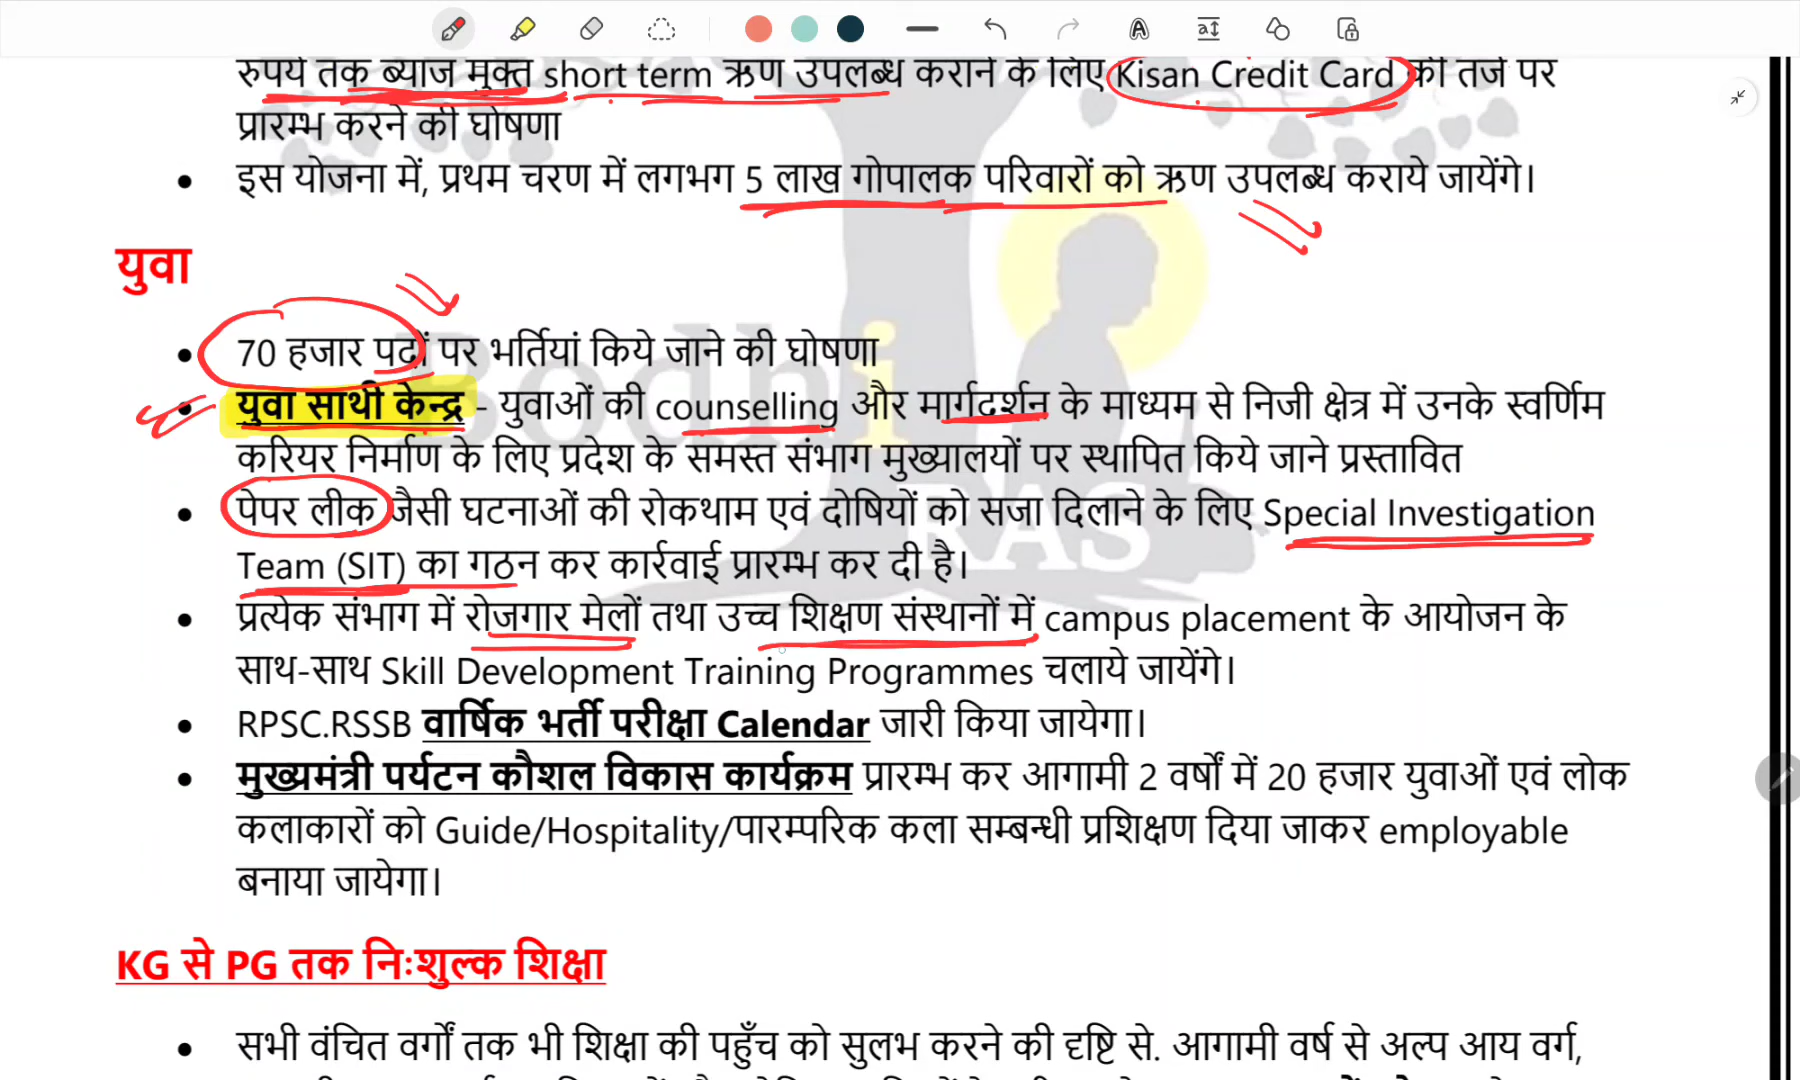 रुपये तक ब्याज मुक्त short term ऋण उपलब्ध कराने के लिए Kisan Credit Card की तर्ज पर
प्रारम्भ करने की घोषणा
• इस योजना में, प्रथम चरण में लगभग 5 लाख गोपालक परिवारों को ऋण उपलब्ध कराये जायेंगे।
युवा
• 70 हजार पदों पर भर्तियां किये जाने की घोषणा
• युवा साथी केन्द्र - युवाओं की counselling और मार्गदर्शन के माध्यम से निजी क्षेत्र में उनके स्वर्णिम
करियर निर्माण के लिए प्रदेश के समस्त संभाग मुख्यालयों पर स्थापित किये जाने प्रस्तावित
• पेपर लीक जैसी घटनाओं की रोकथाम एवं दोषियों को सजा दिलाने के लिए Special Investigation
Team (SIT) का गठन कर कार्रवाई प्रारम्भ कर दी है।
• प्रत्येक संभाग में रोजगार मेलों तथा उच्च शिक्षण संस्थानों में campus placement के आयोजन के
साथ-साथ Skill Development Training Programmes चलाये जायेंगे।
• RPSC.RSSB वार्षिक भर्ती परीक्षा Calendar जारी किया जायेगा।
• मुख्यमंत्री पर्यटन कौशल विकास कार्यक्रम प्रारम्भ कर आगामी 2 वर्षों में 20 हजार युवाओं एवं लोक
कलाकारों को Guide/Hospitality/पारम्परिक कला सम्बन्धी प्रशिक्षण दिया जाकर employable
बनाया जायेगा।
KG से PG तक निःशुल्क शिक्षा
• सभी वंचित वर्गों तक भी शिक्षा की पहुँच को सुलभ करने की दृष्टि से. आगामी वर्ष से अल्प आय वर्ग,
Bodhi
RAS